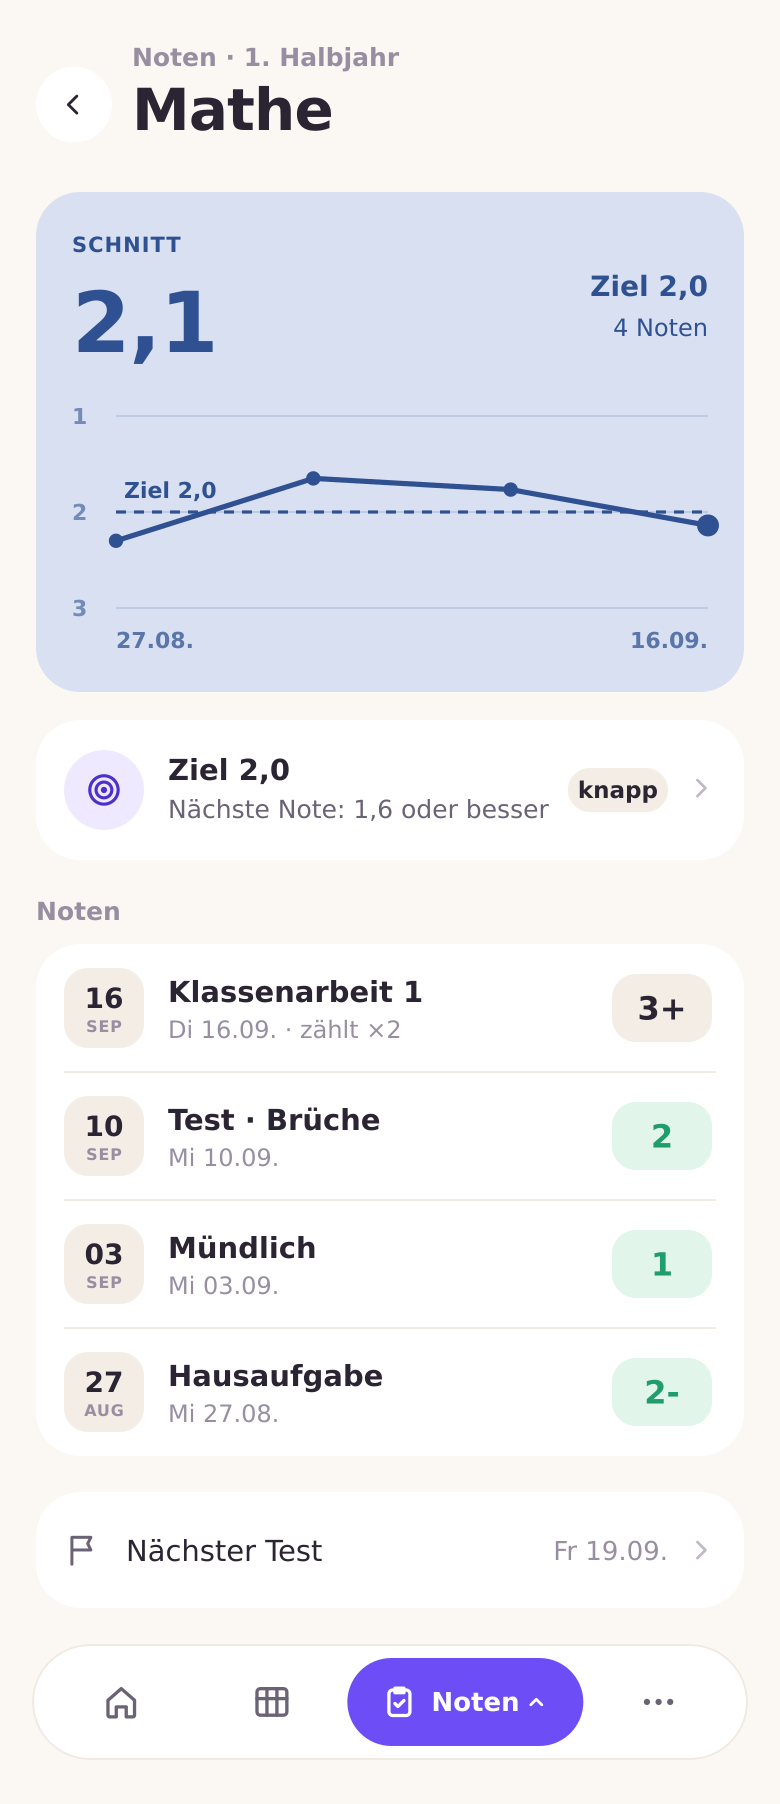 Noten · 1. Halbjahr
Mathe
SCHNITT
2,1
Ziel 2,0
4 Noten
1
Ziel 2,0
2
3
27.08.
16.09.
Ziel 2,0
Nächste Note: 1,6 oder besser
knapp
Noten
16
SEP
Klassenarbeit 1
Di 16.09. · zählt ×2
3+
10
SEP
Test · Brüche
Mi 10.09.
2
03
SEP
Mündlich
Mi 03.09.
1
27
AUG
Hausaufgabe
Mi 27.08.
2-
Nächster Test
Fr 19.09.
Noten